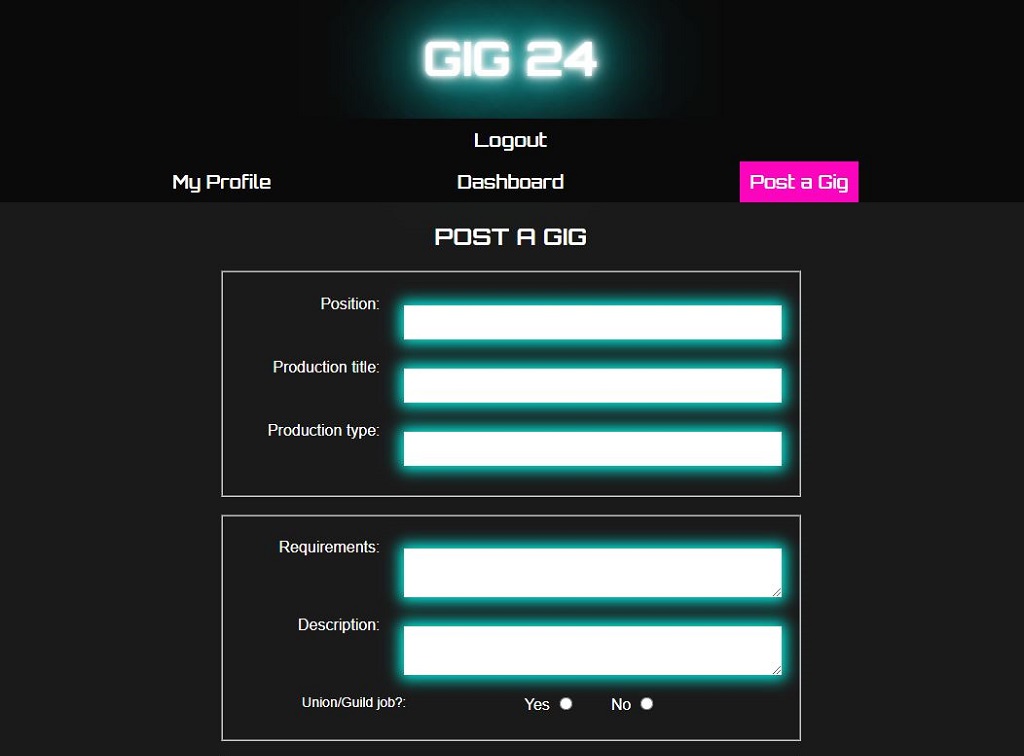 GIG 24
Logout
My Profile Dashboard Post a Gig
POST A GIG
Position:
Production title:
Production type:
Requirements:
Description:
Union/Guild job?: Yes No